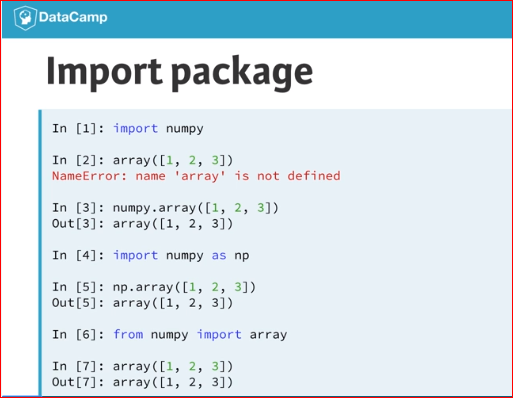 DataCamp
Import package
In [1]: import numpy
In [2]: array([1, 2, 3])
NameError: name 'array' is not defined
In [3]: numpy.array([1, 2, 3])
Out[3]: array([1, 2, 3])
In [4]: import numpy as np
In [5]: np.array([1, 2, 3])
Out[5]: array([1, 2, 3])
In [6]: from numpy import array
In [7]: array([1, 2, 3])
Out[7]: array([1, 2, 3])